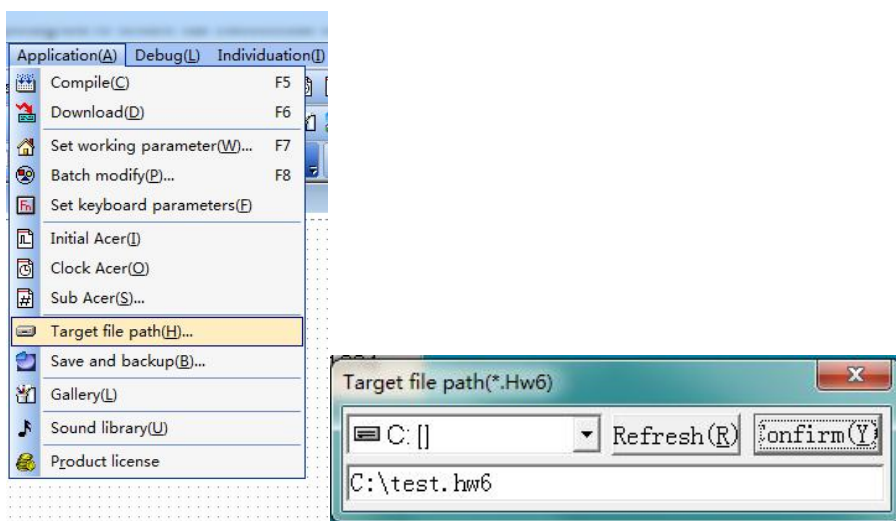 Application(A) Debug(L) Individuation(I)
Compile(C) F5
Download(D) F6
Set working parameter(W)... F7
Batch modify(P)... F8
Set keyboard parameters(F)
Initial Acer(I)
Clock Acer(O)
Sub Acer(S)...
Target file path(H)...
Save and backup(B)...
Gallery(L)
Sound library(U)
Product license
Target file path(*.Hw6)
C: [] Refresh(R) Confirm(Y)
C:\test.hw6